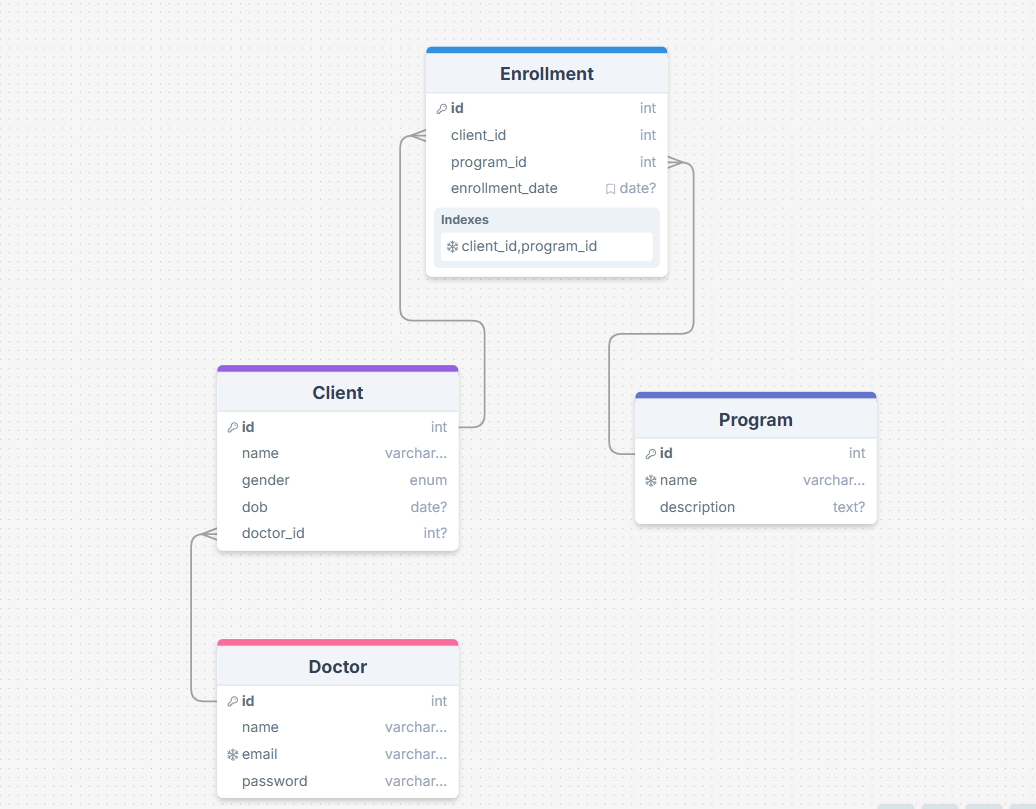 Enrollment
id int
client_id int
program_id int
enrollment_date date?
Indexes
client_id,program_id
Client
id int
name varchar...
gender enum
dob date?
doctor_id int?
Program
id int
name varchar...
description text?
Doctor
id int
name varchar...
email varchar...
password varchar...